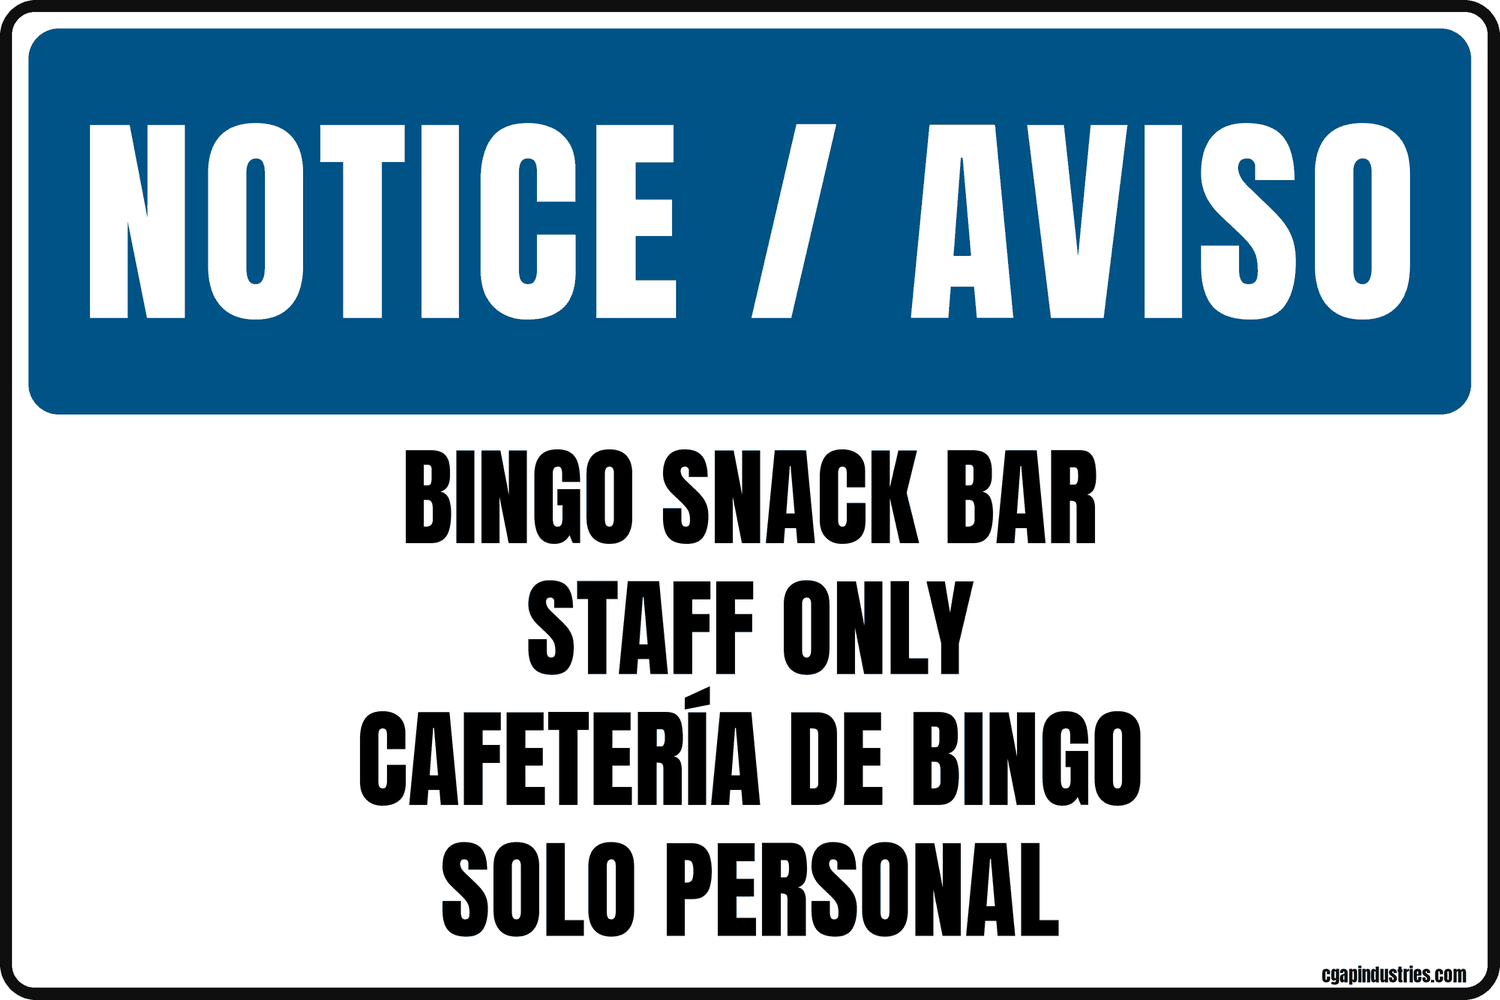 NOTICE / AVISO
BINGO SNACK BAR
STAFF ONLY
CAFETERÍA DE BINGO
SOLO PERSONAL
cgapindustries.com